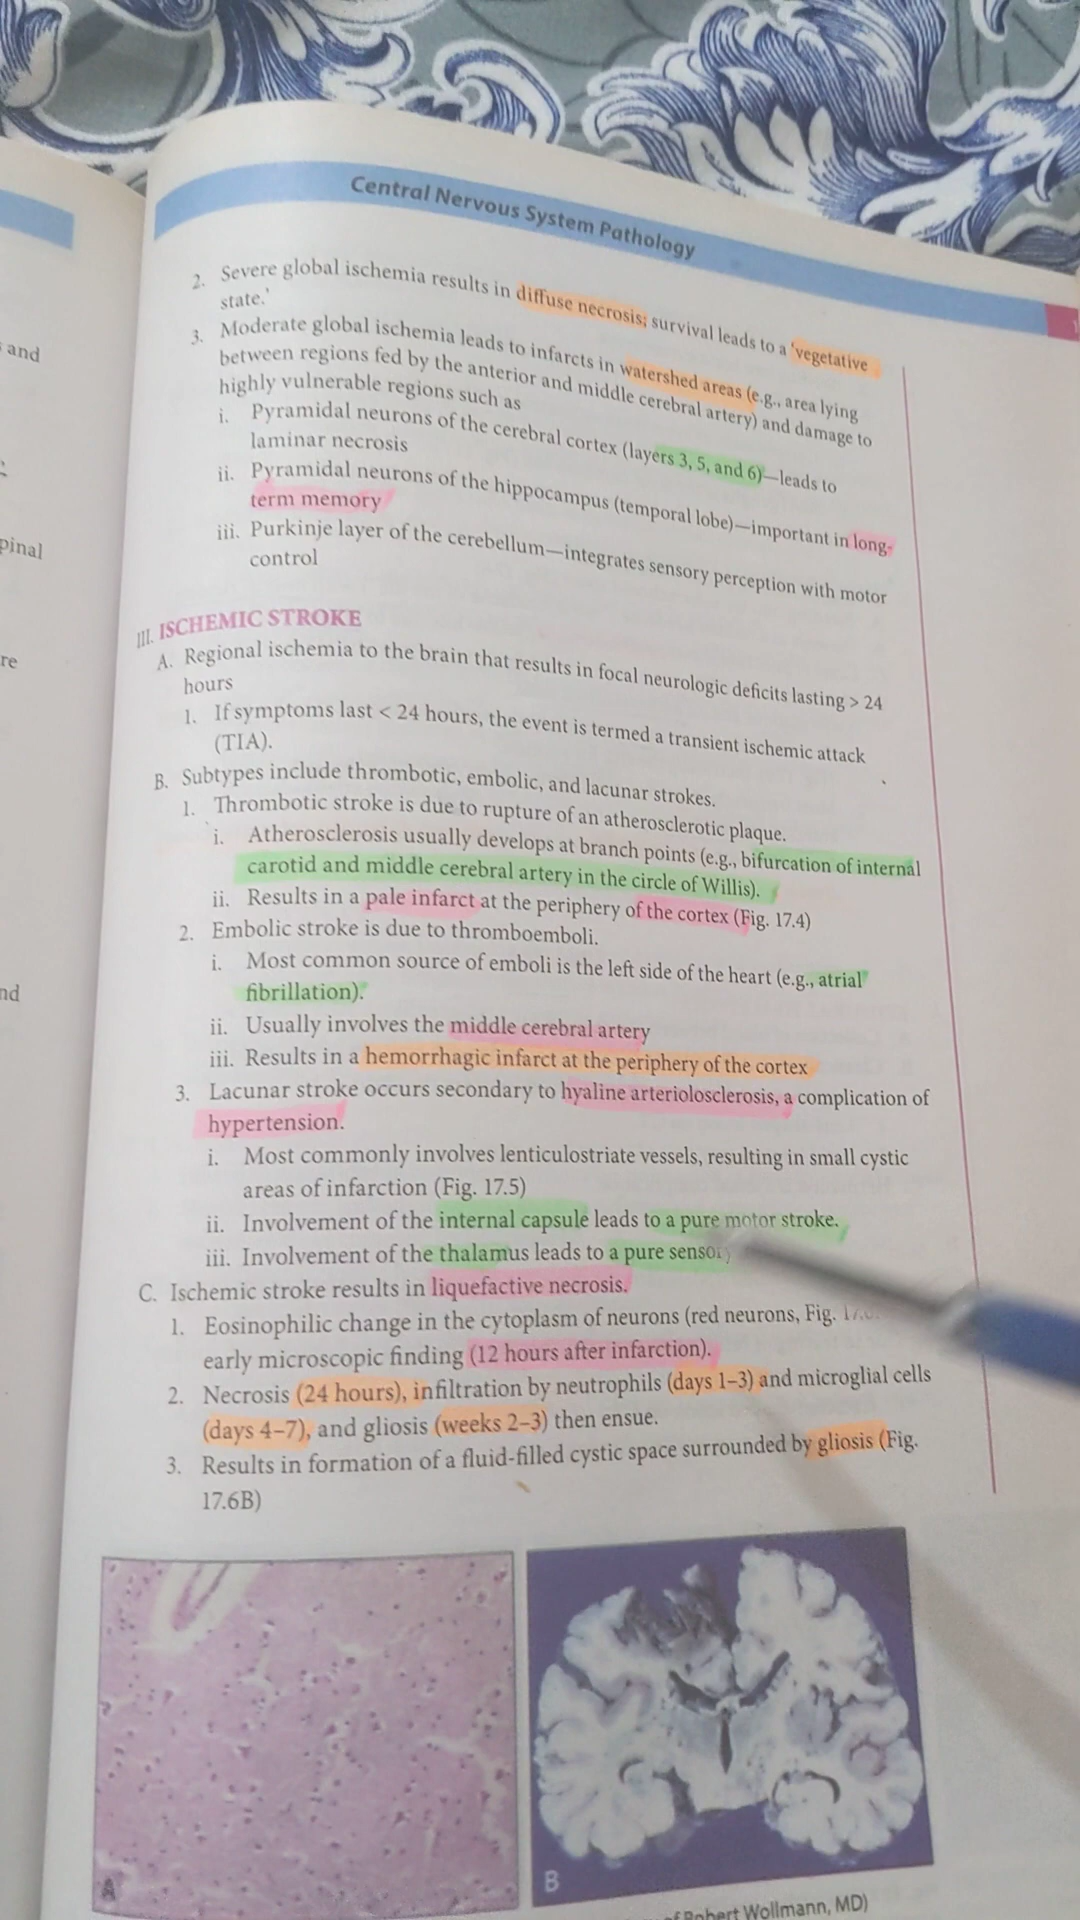 Central Nervous System Pathology
and
pinal
re
nd
2. Severe global ischemia results in diffuse necrosis; survival leads to a 'vegetative
state.'
3. Moderate global ischemia leads to infarcts in watershed areas (e.g., area lying
between regions fed by the anterior and middle cerebral artery) and damage to
highly vulnerable regions such as
i. Pyramidal neurons of the cerebral cortex (layers 3, 5, and 6)—leads to
laminar necrosis
ii. Pyramidal neurons of the hippocampus (temporal lobe)—important in long-
term memory
iii. Purkinje layer of the cerebellum—integrates sensory perception with motor
control
III. ISCHEMIC STROKE
A. Regional ischemia to the brain that results in focal neurologic deficits lasting > 24
hours
1. If symptoms last < 24 hours, the event is termed a transient ischemic attack
(TIA).
B. Subtypes include thrombotic, embolic, and lacunar strokes.
1. Thrombotic stroke is due to rupture of an atherosclerotic plaque.
i. Atherosclerosis usually develops at branch points (e.g., bifurcation of internal
carotid and middle cerebral artery in the circle of Willis).
ii. Results in a pale infarct at the periphery of the cortex (Fig. 17.4)
2. Embolic stroke is due to thromboemboli.
i. Most common source of emboli is the left side of the heart (e.g., atrial
fibrillation).
ii. Usually involves the middle cerebral artery
iii. Results in a hemorrhagic infarct at the periphery of the cortex
3. Lacunar stroke occurs secondary to hyaline arteriolosclerosis, a complication of
hypertension.
i. Most commonly involves lenticulostriate vessels, resulting in small cystic
areas of infarction (Fig. 17.5)
ii. Involvement of the internal capsule leads to a pure motor stroke.
iii. Involvement of the thalamus leads to a pure sensory
C. Ischemic stroke results in liquefactive necrosis.
1. Eosinophilic change in the cytoplasm of neurons (red neurons, Fig.
early microscopic finding (12 hours after infarction).
2. Necrosis (24 hours), infiltration by neutrophils (days 1–3) and microglial cells
(days 4–7), and gliosis (weeks 2–3) then ensue.
3. Results in formation of a fluid-filled cystic space surrounded by gliosis (Fig.
17.6B)
A
B
of Robert Wollmann, MD)